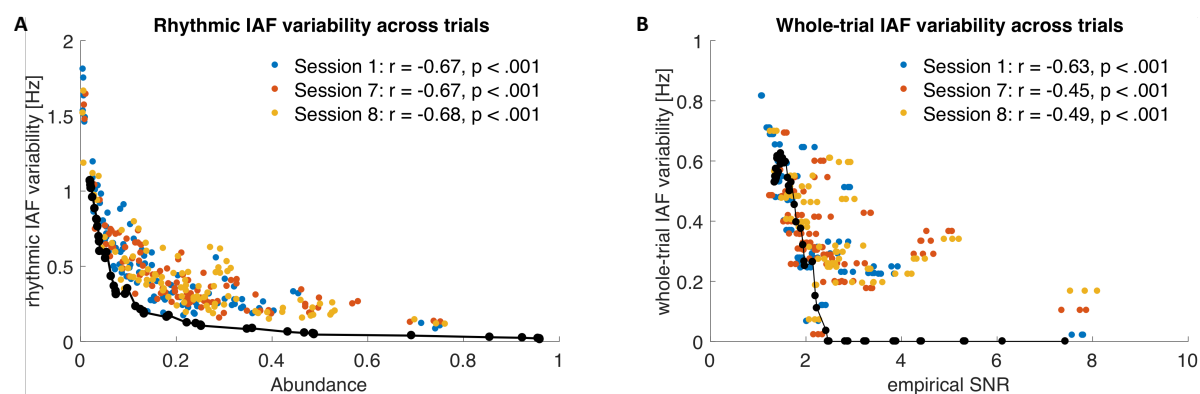 A
Rhythmic IAF variability across trials
2
1.5
1
0.5
0
rhythmic IAF variability [Hz]
Session 1: r = -0.67, p < .001
Session 7: r = -0.67, p < .001
Session 8: r = -0.68, p < .001
0 0.2 0.4 0.6 0.8 1
Abundance
B
Whole-trial IAF variability across trials
1
0.8
0.6
0.4
0.2
0
whole-trial IAF variability [Hz]
Session 1: r = -0.63, p < .001
Session 7: r = -0.45, p < .001
Session 8: r = -0.49, p < .001
0 2 4 6 8 10
empirical SNR